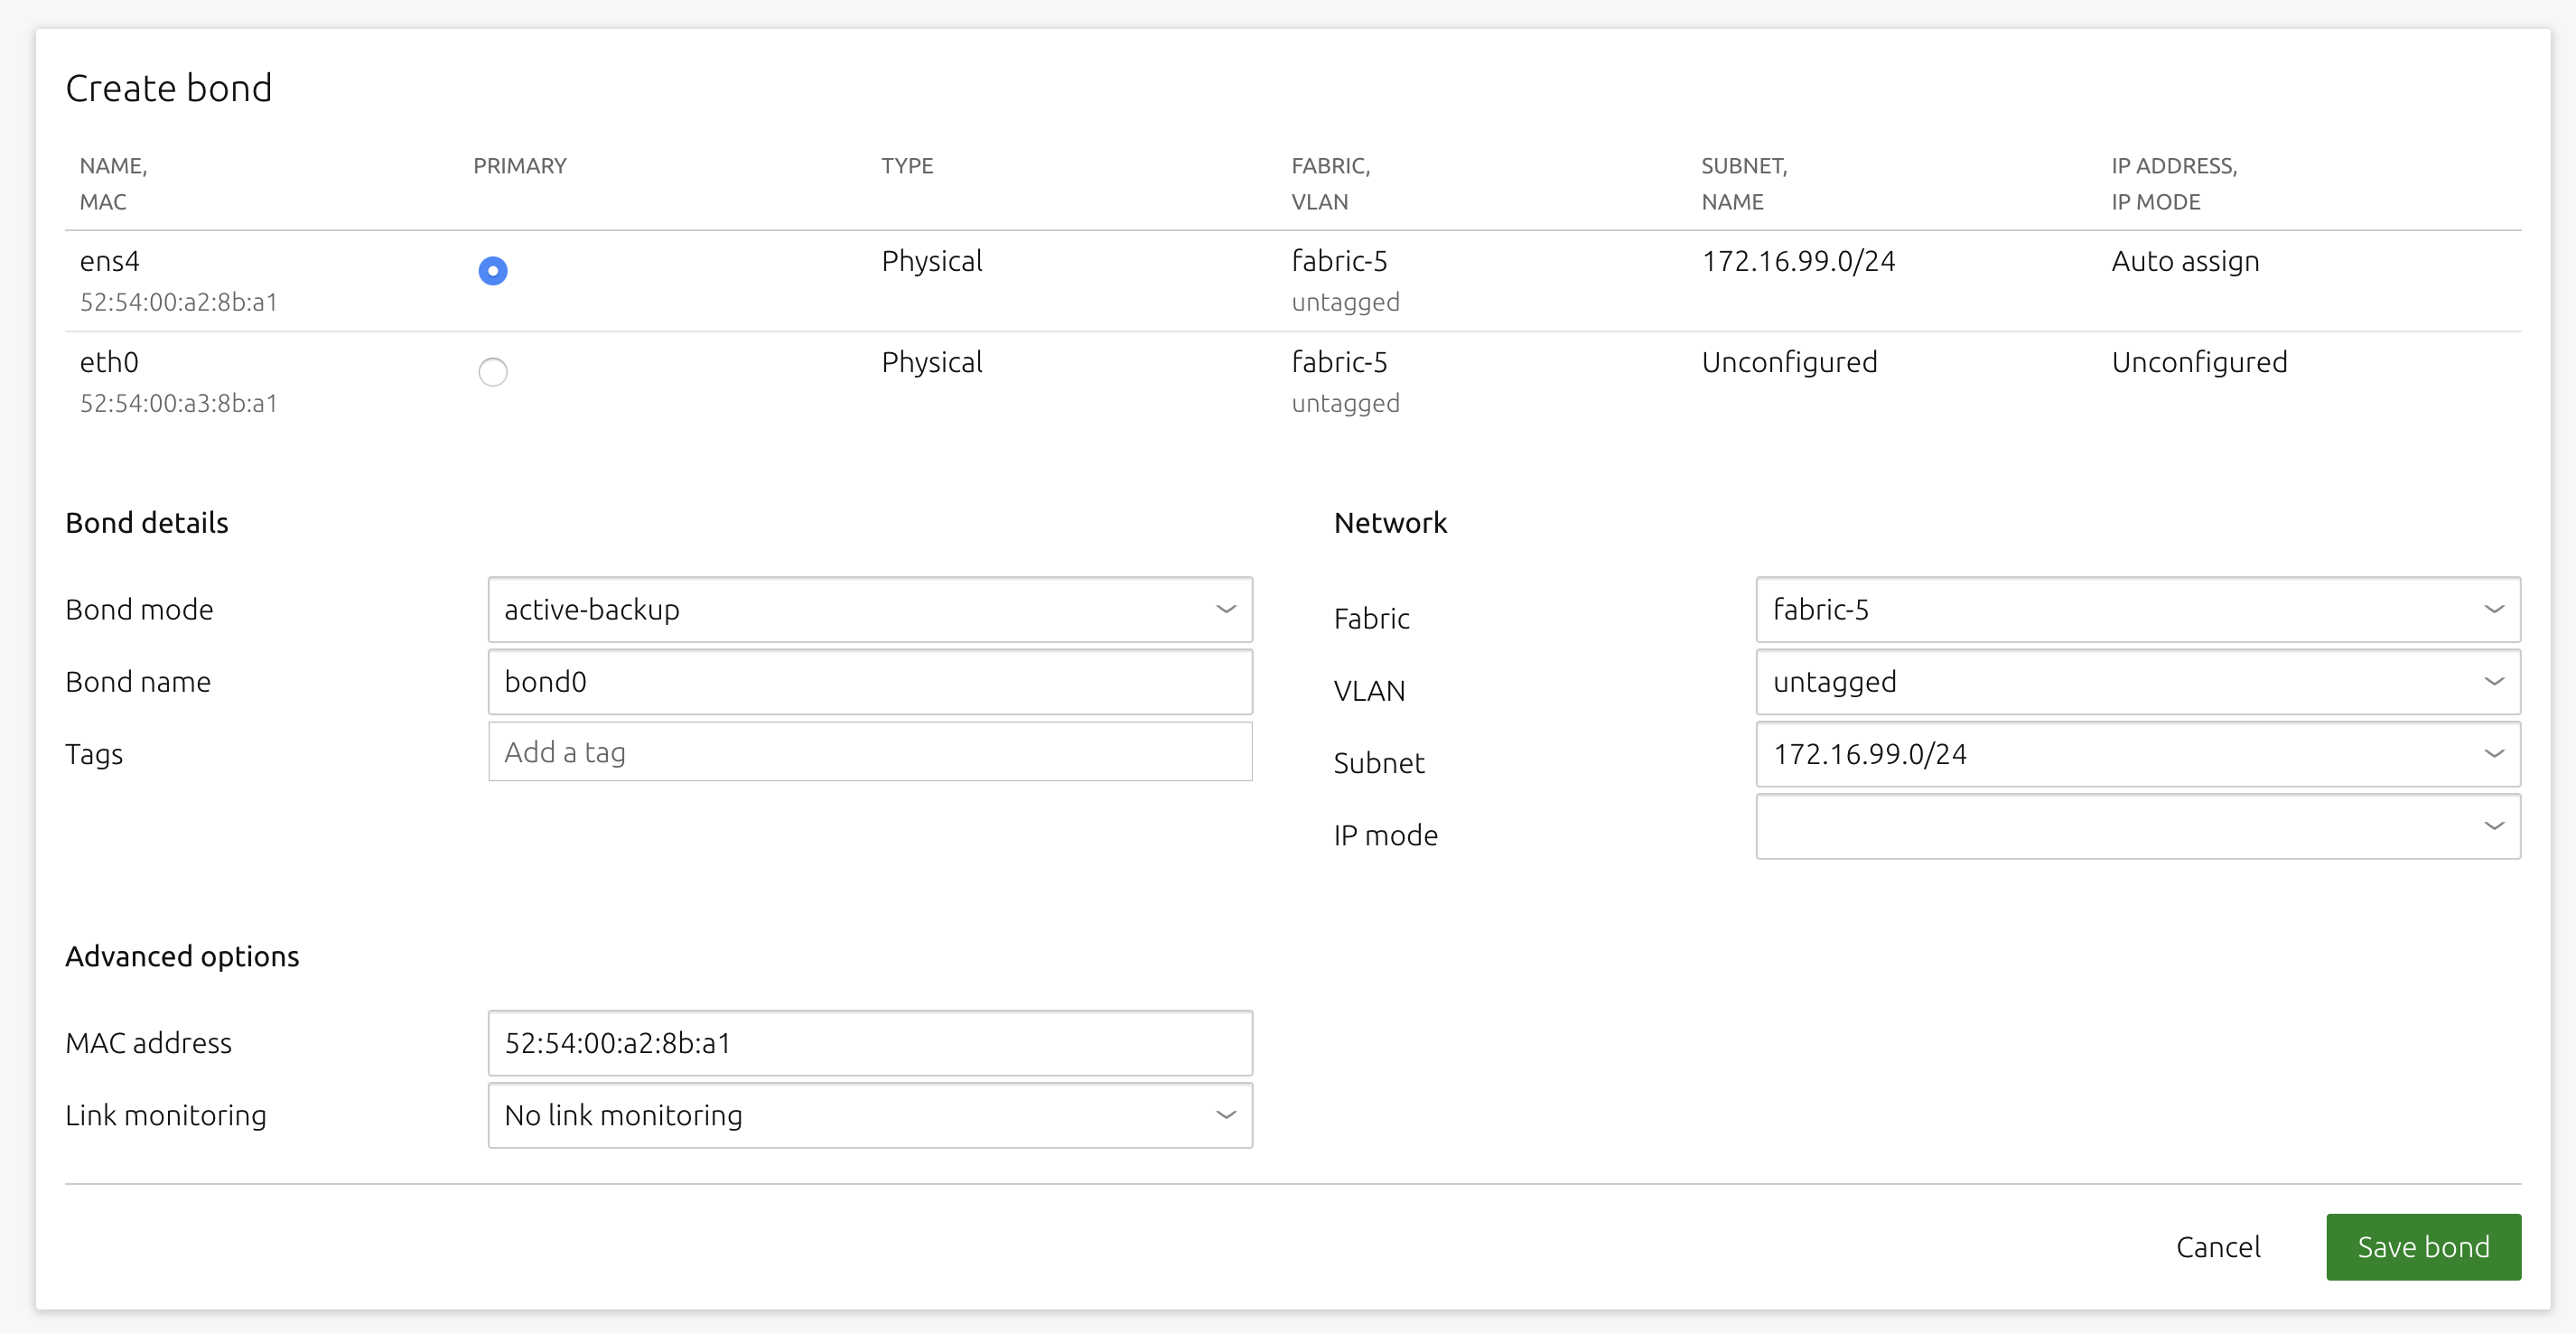 Create bond
NAME, PRIMARY TYPE FABRIC, SUBNET, IP ADDRESS,
MAC VLAN NAME IP MODE
ens4 Physical fabric-5 172.16.99.0/24 Auto assign
52:54:00:a2:8b:a1 untagged
eth0 Physical fabric-5 Unconfigured Unconfigured
52:54:00:a3:8b:a1 untagged
Bond details
Bond mode active-backup
Bond name bond0
Tags Add a tag
Network
Fabric fabric-5
VLAN untagged
Subnet 172.16.99.0/24
IP mode
Advanced options
MAC address 52:54:00:a2:8b:a1
Link monitoring No link monitoring
Cancel Save bond